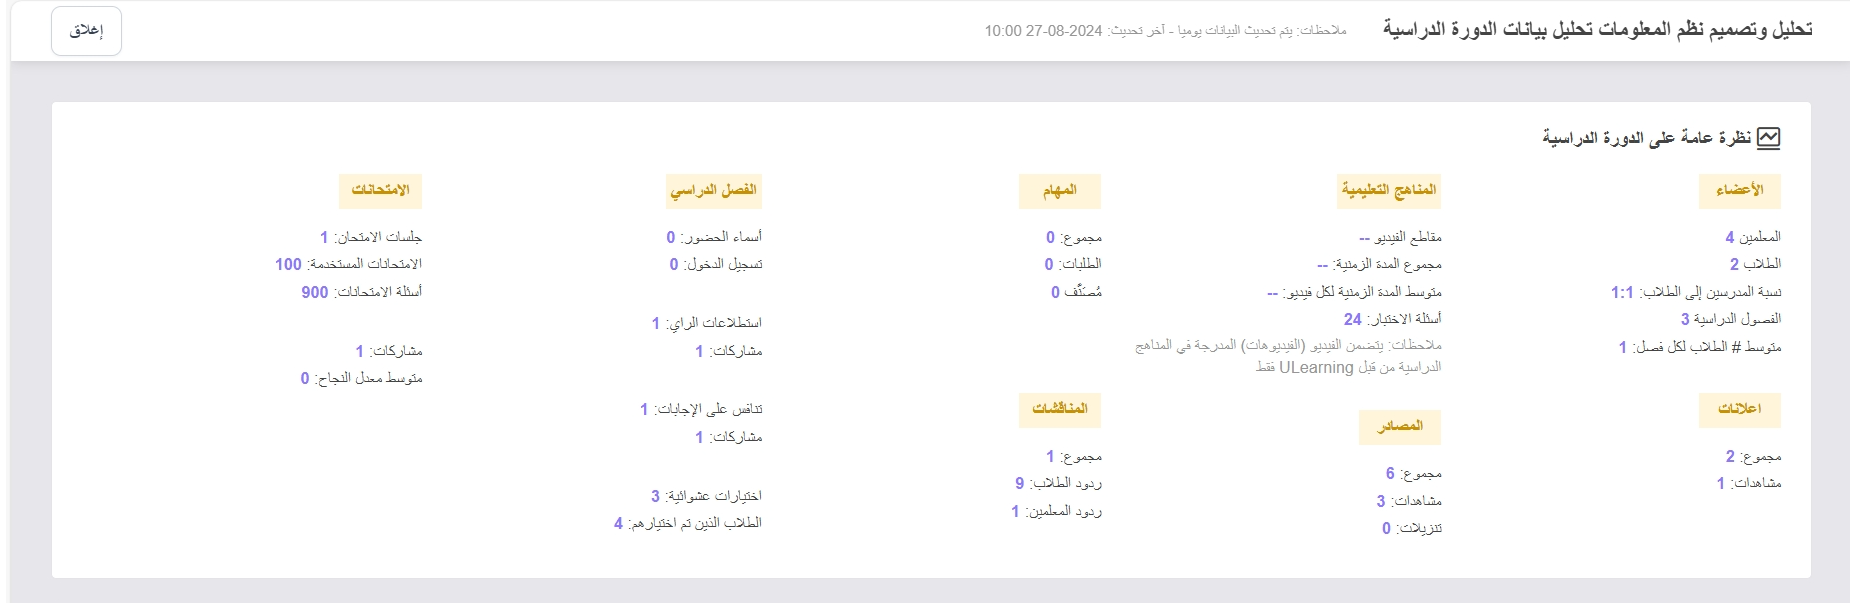 تحليل وتصميم نظم المعلومات تحليل بيانات الدورة الدراسية
ملاحظات: يتم تحديث البيانات يوميا - آخر تحديث: 2024-08-27 10:00
إغلاق
نظرة عامة على الدورة الدراسية
الأعضاء
المعلمين 4
الطلاب 2
نسبة المدرسين إلى الطلاب: 1:1
الفصول الدراسية 3
متوسط # الطلاب لكل فصل: 1
اعلانات
مجموع: 2
مشاهدات: 1
المناهج التعليمية
مقاطع الفيديو --
مجموع المدة الزمنية: --
متوسط المدة الزمنية لكل فيديو: --
أسئلة الاختبار: 24
ملاحظات: يتضمن الفيديو (الفيديوهات) المدرجة في المناهج
الدراسية من قبل ULearning فقط
المصادر
مجموع: 6
مشاهدات: 3
تنزيلات: 0
المهام
مجموع: 0
الطلبات: 0
مُصنَّف 0
المناقشات
مجموع: 1
ردود الطلاب: 9
ردود المعلمين: 1
الفصل الدراسي
أسماء الحضور: 0
تسجيل الدخول: 0
استطلاعات الراي: 1
مشاركات: 1
تنافس على الإجابات: 1
مشاركات: 1
اختيارات عشوائية: 3
الطلاب الذين تم اختيارهم: 4
الامتحانات
جلسات الامتحان: 1
الامتحانات المستخدمة: 100
أسئلة الامتحانات: 900
مشاركات: 1
متوسط معدل النجاح: 0